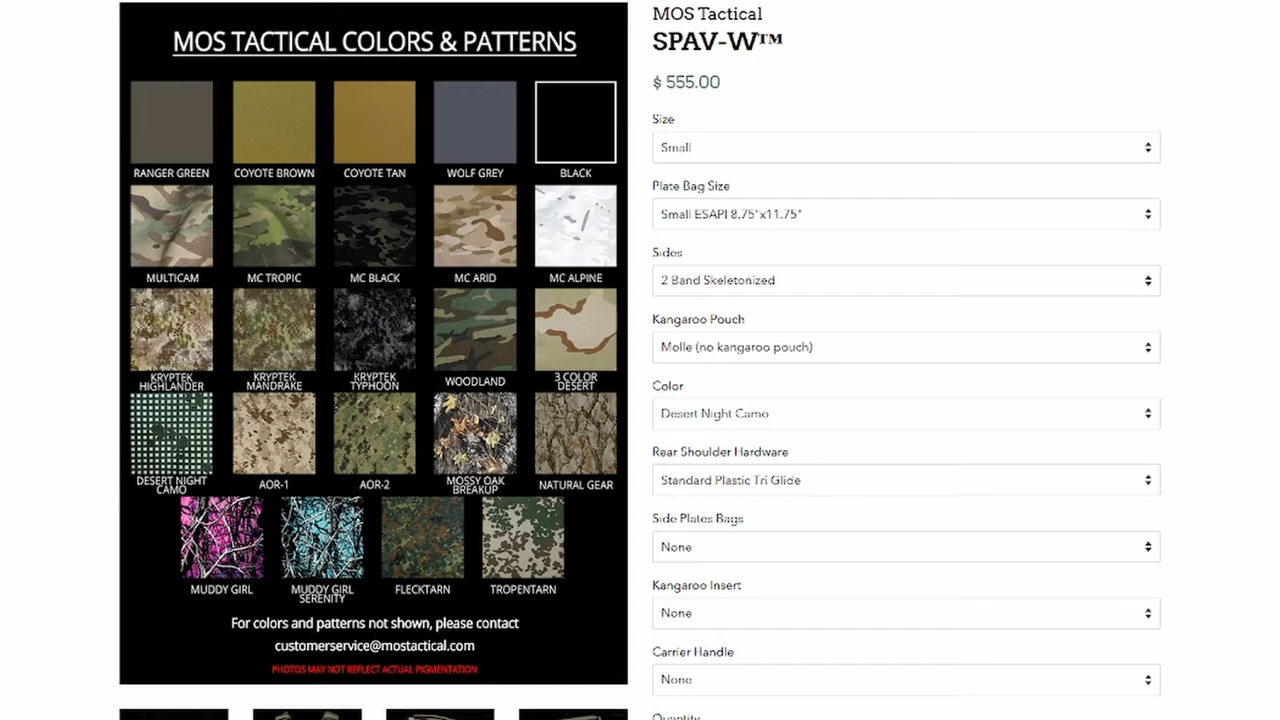 MOS TACTICAL COLORS & PATTERNS
RANGER GREEN
COYOTE BROWN
COYOTE TAN
WOLF GREY
BLACK
MULTICAM
MC TROPIC
MC BLACK
MC ARID
MC ALPINE
KRYPTEK
HIGHLANDER
KRYPTEK
MANDRAKE
KRYPTEK
TYPHOON
WOODLAND
3 COLOR
DESERT
DESERT NIGHT
CAMO
AOR-1
AOR-2
MOSSY OAK
BREAKUP
NATURAL GEAR
MUDDY GIRL
MUDDY GIRL
SERENITY
FLECKTARN
TROPENTARN
For colors and patterns not shown, please contact
customerservice@mostactical.com
PHOTOS MAY NOT REFLECT ACTUAL PIGMENTATION
MOS Tactical
SPAV-W™
$ 555.00
Size
Small
Plate Bag Size
Small ESAPI 8.75"x11.75"
Sides
2 Band Skeletonized
Kangaroo Pouch
Molle (no kangaroo pouch)
Color
Desert Night Camo
Rear Shoulder Hardware
Standard Plastic Tri Glide
Side Plates Bags
None
Kangaroo Insert
None
Carrier Handle
None
Quantity